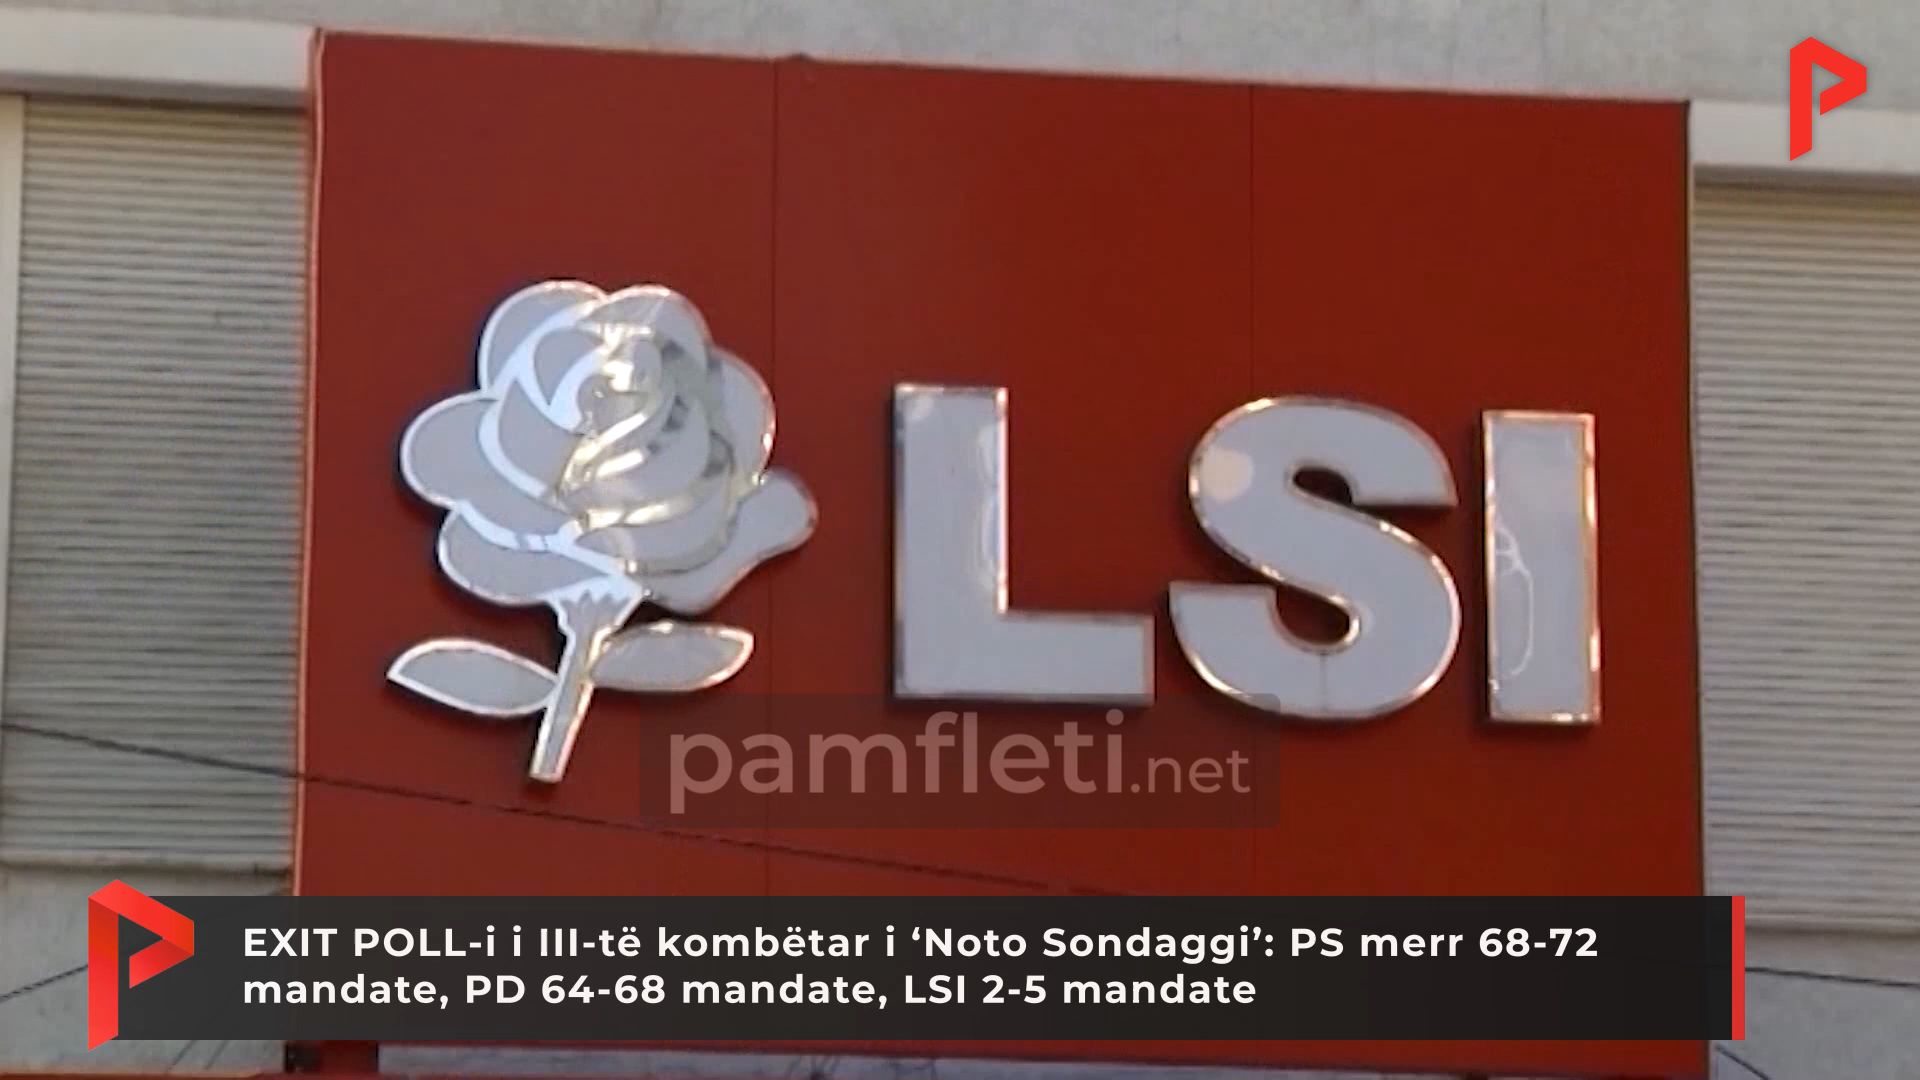 LSI
pamfleti.net
EXIT POLL-i i III-të kombëtar i ‘Noto Sondaggi’: PS merr 68-72
mandate, PD 64-68 mandate, LSI 2-5 mandate